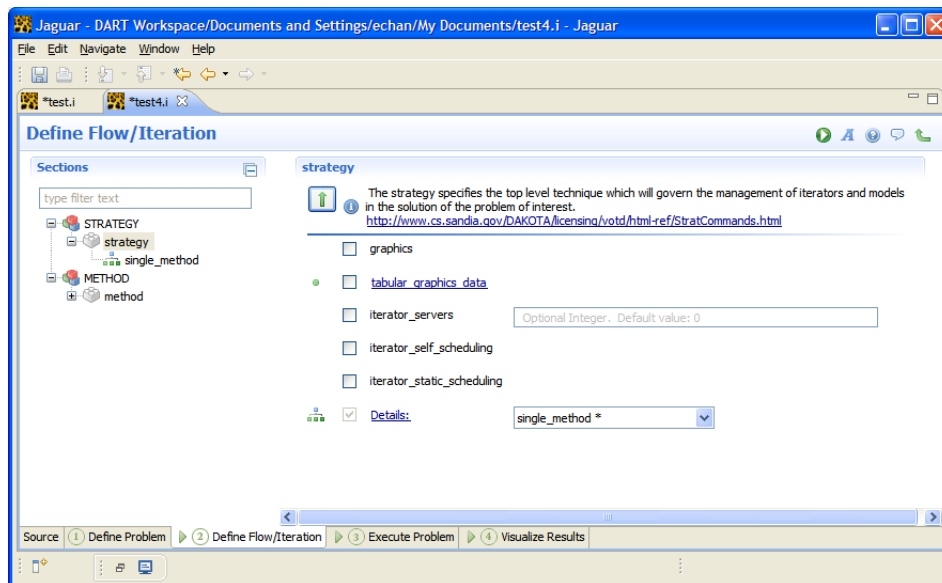 Jaguar - DART Workspace/Documents and Settings/echan/My Documents/test4.i - Jaguar
File Edit Navigate Window Help
*test.i *test4.i
Define Flow/Iteration
Sections
type filter text
STRATEGY
strategy
single_method
METHOD
method
strategy
The strategy specifies the top level technique which will govern the management of iterators and models
in the solution of the problem of interest.
http://www.cs.sandia.gov/DAKOTA/licensing/votd/html-ref/StratCommands.html
graphics
tabular_graphics_data
iterator_servers Optional Integer. Default value: 0
iterator_self_scheduling
iterator_static_scheduling
Details: single_method *
Source 1 Define Problem 2 Define Flow/Iteration 3 Execute Problem 4 Visualize Results